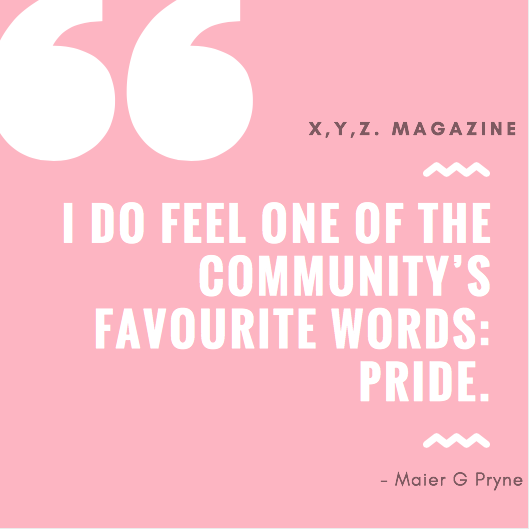 X,Y,Z. MAGAZINE
I DO FEEL ONE OF THE
COMMUNITY’S
FAVOURITE WORDS:
PRIDE.
- Maier G Pryne